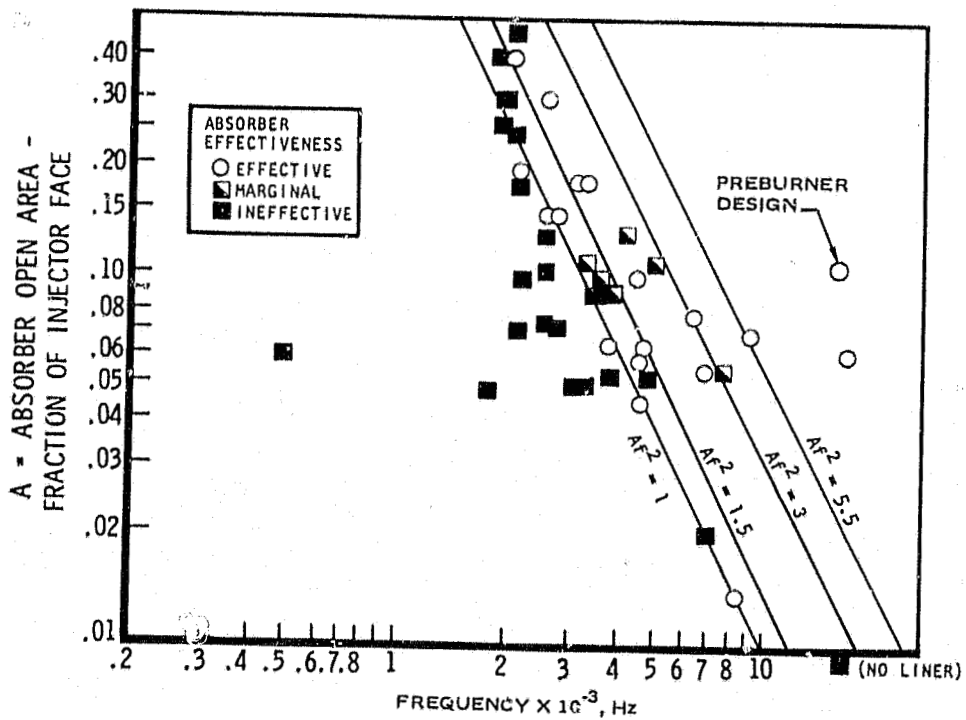 A = ABSORBER OPEN AREA -
FRACTION OF INJECTOR FACE
.40
.30
.20
.15
.10
.08
.06
.05
.04
.03
.02
.01
ABSORBER
EFFECTIVENESS
EFFECTIVE
MARGINAL
INEFFECTIVE
PREBURNER
DESIGN
Af² = 1
Af² = 1.5
Af² = 3
Af² = 5.5
.2 .3 .4 .5 .6 .7 .8 1 2 3 4 5 6 7 8 10 (NO LINER)
FREQUENCY X 10⁻³, Hz